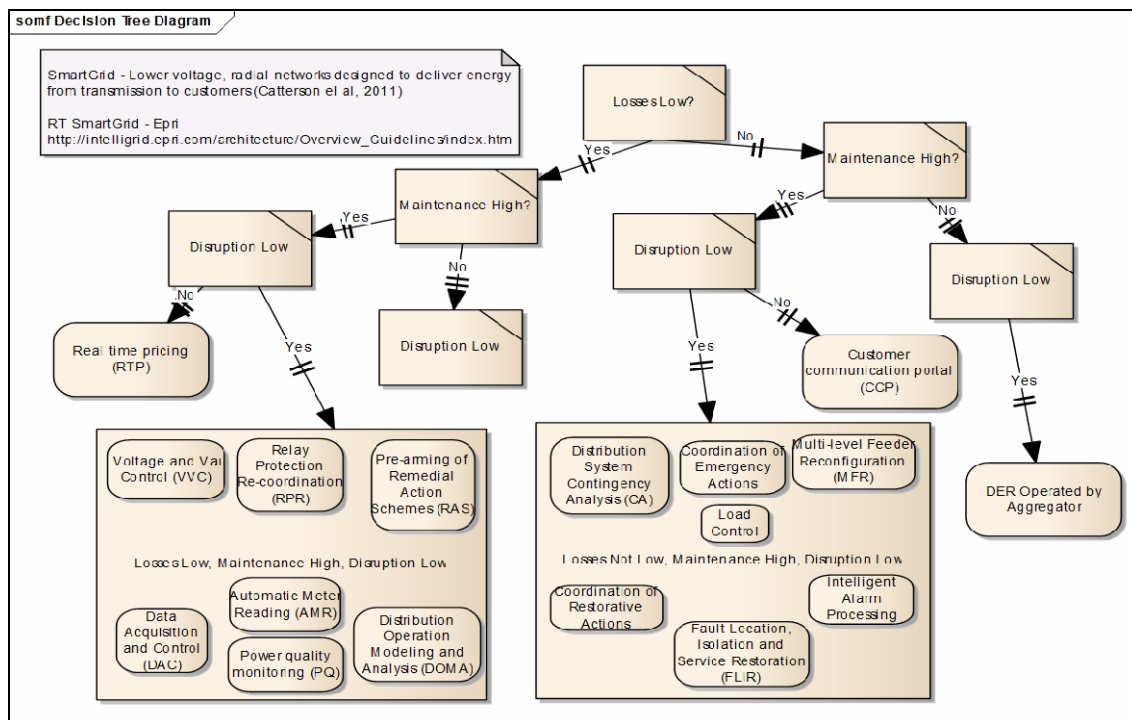 somf Decision Tree Diagram
SmartGrid - Lower voltage, radial networks designed to deliver energy
from transmission to customers (Catterson el al, 2011)
RT SmartGrid - Epri
http://intelligrid.epri.com/architecture/Overview_Guidelines/index.htm
Losses Low?
No
Yes
Maintenance High?
Maintenance High?
Yes
Yes
No
Disruption Low
Disruption Low
No
Disruption Low
No
No
Real time pricing
(RTP)
Yes
Disruption Low
Yes
Customer
communication portal
(CCP)
Yes
Voltage and Var
Control (VVC)
Relay
Protection
Re-coordination
(RPR)
Pre-arming of
Remedial
Action
Schemes (RAS)
Losses Low, Maintenance High, Disruption Low
Data
Acquisition
and Control
(DAC)
Automatic Meter
Reading (AMR)
Power quality
monitoring (PQ)
Distribution
Operation
Modeling and
Analysis (DOMA)
Distribution
System
Contingency
Analysis (CA)
Coordination of
Emergency
Actions
Multi-level Feeder
Reconfiguration
(MFR)
Load
Control
Losses Not Low, Maintenance High, Disruption Low
Coordination of
Restorative
Actions
Fault Location,
Isolation and
Service Restoration
(FLIR)
Intelligent
Alarm
Processing
DER Operated by
Aggregator